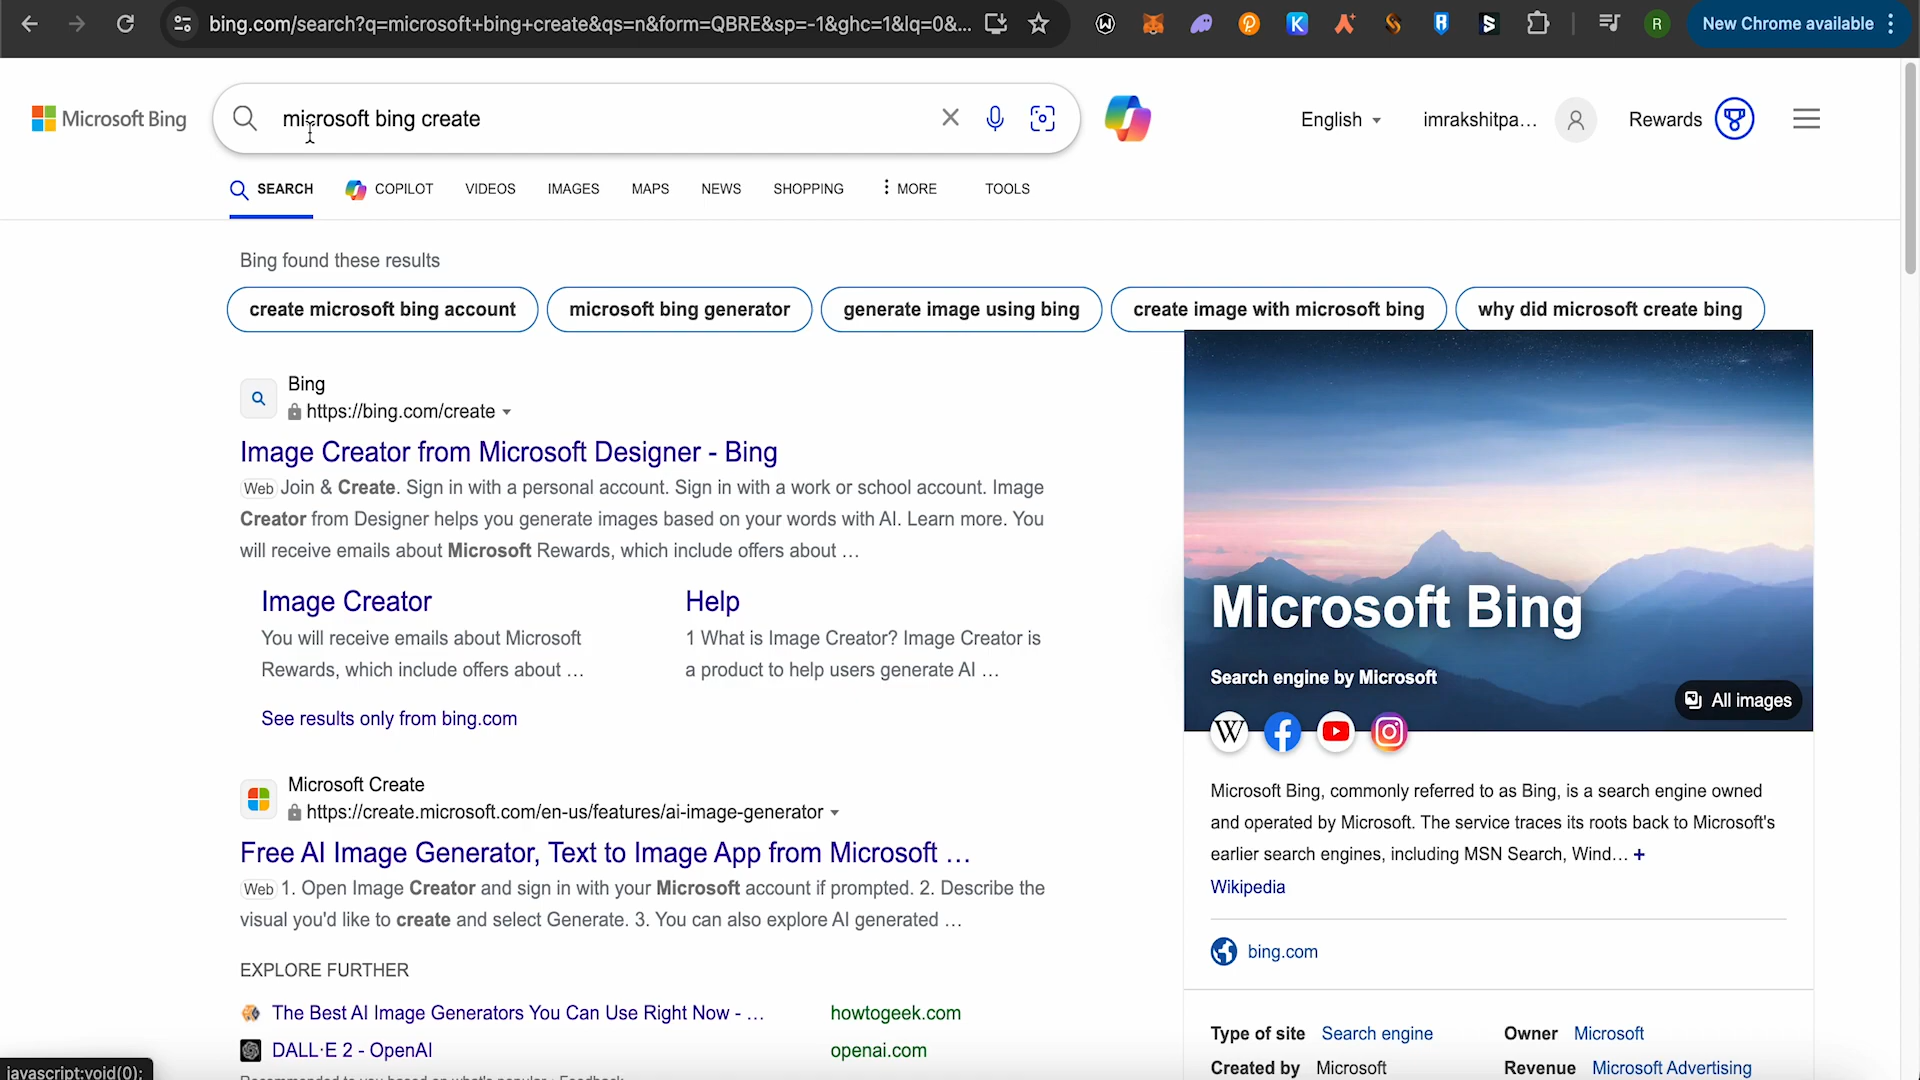 bing.com/search?q=microsoft+bing+create&qs=n&form=QBRE&sp=-1&ghc=1&lq=0&...
R
New Chrome available
Microsoft Bing
microsoft bing create
English
imrakshitpa...
Rewards
SEARCH
COPILOT
VIDEOS
IMAGES
MAPS
NEWS
SHOPPING
MORE
TOOLS
Bing found these results
create microsoft bing account
microsoft bing generator
generate image using bing
create image with microsoft bing
why did microsoft create bing
Bing
https://bing.com/create
Image Creator from Microsoft Designer - Bing
Web Join & Create. Sign in with a personal account. Sign in with a work or school account. Image
Creator from Designer helps you generate images based on your words with AI. Learn more. You
will receive emails about Microsoft Rewards, which include offers about …
Image Creator
You will receive emails about Microsoft
Rewards, which include offers about …
Help
1 What is Image Creator? Image Creator is
a product to help users generate AI …
See results only from bing.com
Microsoft Create
https://create.microsoft.com/en-us/features/ai-image-generator
Free AI Image Generator, Text to Image App from Microsoft …
Web 1. Open Image Creator and sign in with your Microsoft account if prompted. 2. Describe the
visual you'd like to create and select Generate. 3. You can also explore AI generated …
EXPLORE FURTHER
The Best AI Image Generators You Can Use Right Now - …
howtogeek.com
DALL·E 2 - OpenAI
openai.com
Recommended to you based on what's popular • Feedback
Microsoft Bing
Search engine by Microsoft
All images
W
Microsoft Bing, commonly referred to as Bing, is a search engine owned
and operated by Microsoft. The service traces its roots back to Microsoft's
earlier search engines, including MSN Search, Wind… +
Wikipedia
bing.com
Type of site Search engine
Owner Microsoft
Created by Microsoft
Revenue Microsoft Advertising
javascript:void(0);